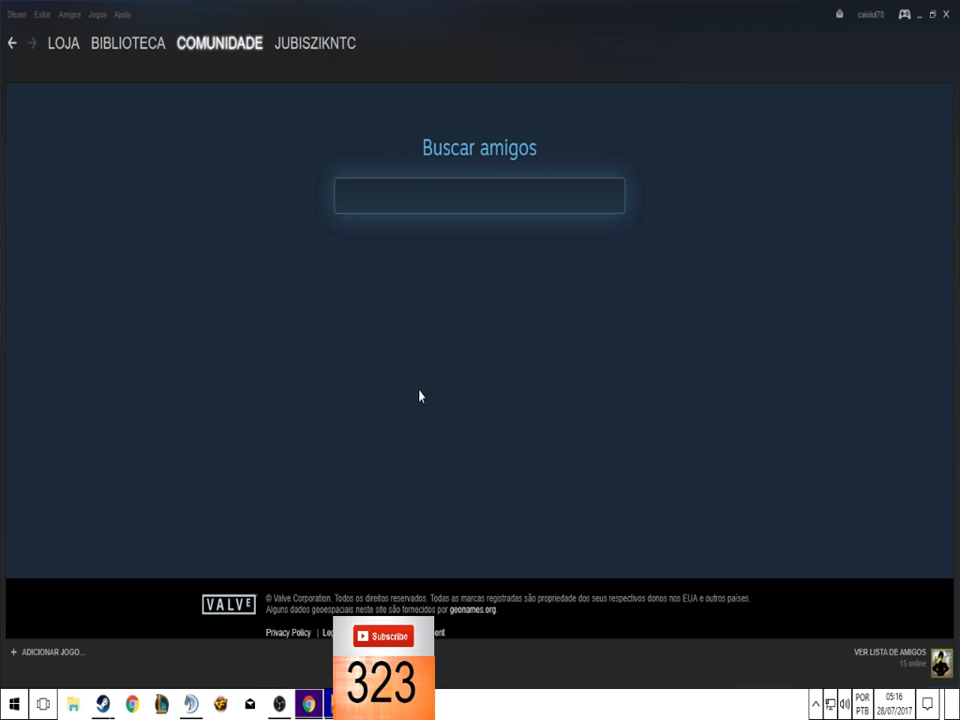 Steam Exibir Amigos Jogos Ajuda
caiolol70
LOJA BIBLIOTECA COMUNIDADE JUBISZIKNTC
Buscar amigos
VALVE
© Valve Corporation. Todos os direitos reservados. Todas as marcas registradas são propriedade dos seus respectivos donos nos EUA e outros países.
Alguns dados geoespaciais neste site são fornecidos por geonames.org.
Privacy Policy |
Subscribe
323
+ ADICIONAR JOGO...
VER LISTA DE AMIGOS
15 online
POR
PTB
05:16
28/07/2017